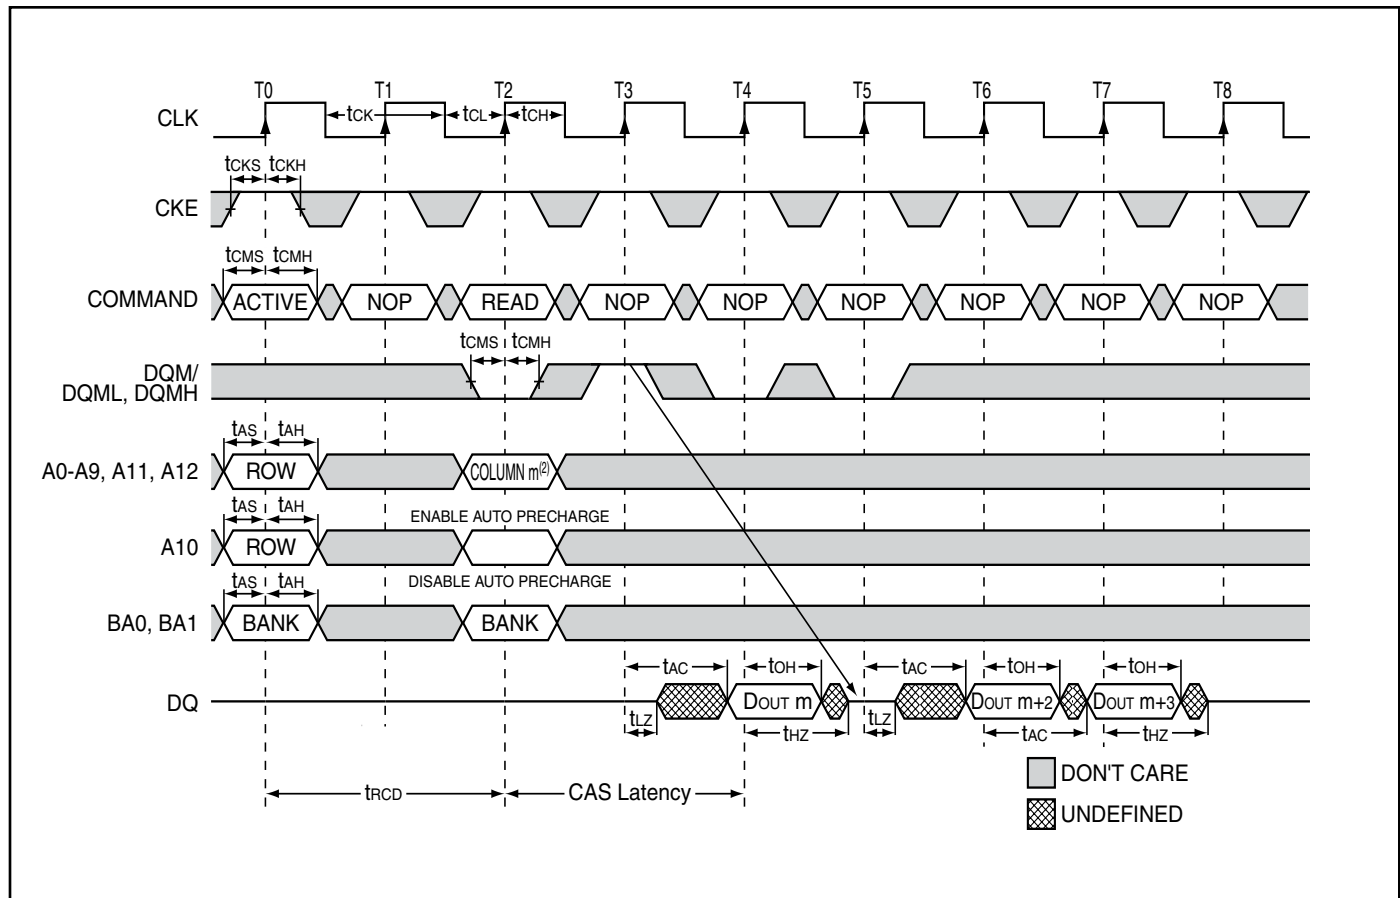 T0 T1 T2 T3 T4 T5 T6 T7 T8
CLK tCK tCL tCH
tCKS tCKH
CKE
tCMS tCMH
COMMAND ACTIVE NOP READ NOP NOP NOP NOP NOP NOP
tCMS tCMH
DQM/
DQML, DQMH
tAS tAH
A0-A9, A11, A12 ROW COLUMN m(2)
tAS tAH ENABLE AUTO PRECHARGE
A10 ROW
tAS tAH DISABLE AUTO PRECHARGE
BA0, BA1 BANK BANK
tAC tOH tAC tOH tOH
DQ DOUT m DOUT m+2 DOUT m+3
tLZ tHZ tLZ tAC tHZ
DON'T CARE
tRCD CAS Latency
UNDEFINED